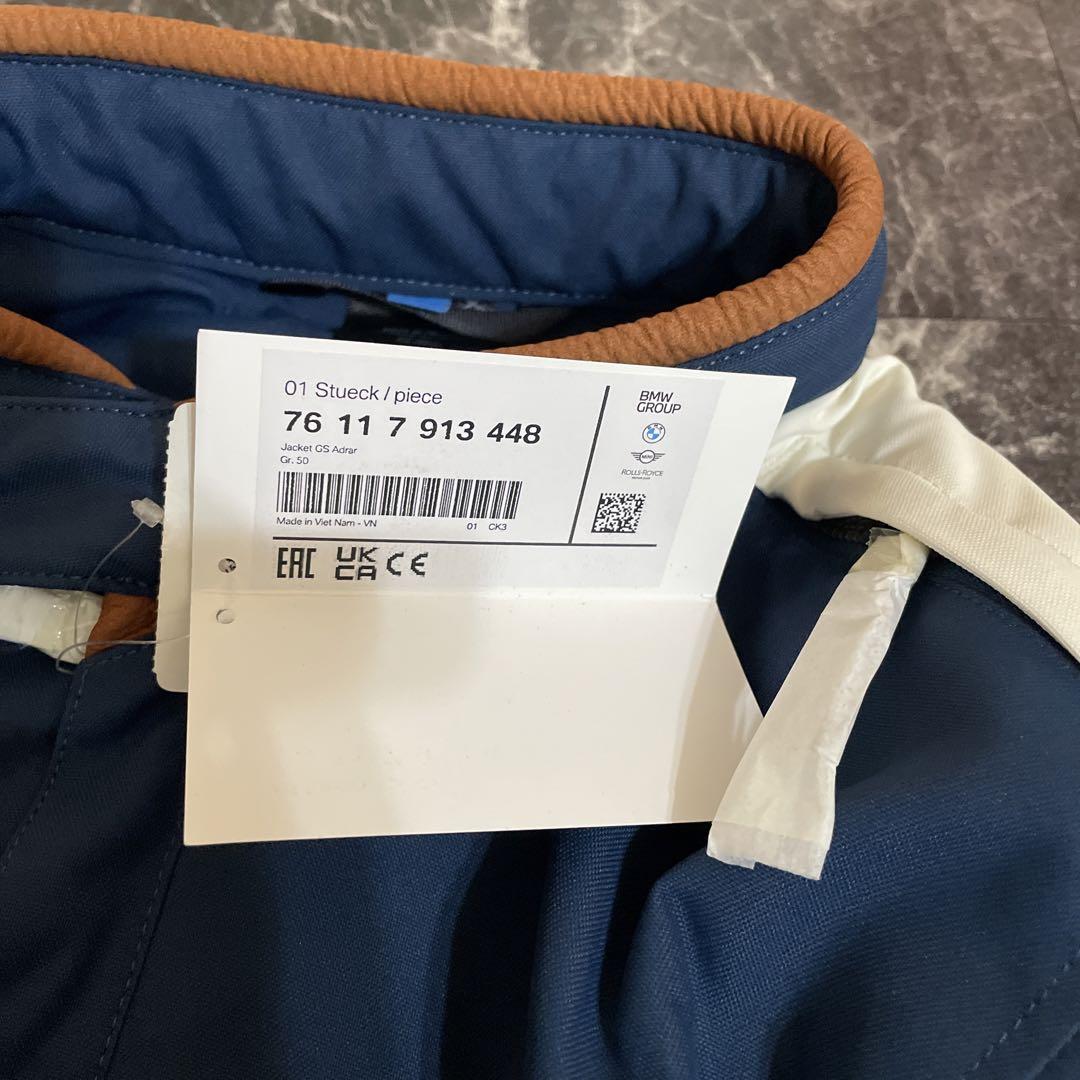 01 Stueck / piece
76 11 7 913 448
Jacket GS Adrar
Gr. 50
Made in Viet Nam - VN
01 CK3
EAC UK CA CE
BMW
GROUP
MINI
ROLLS-ROYCE